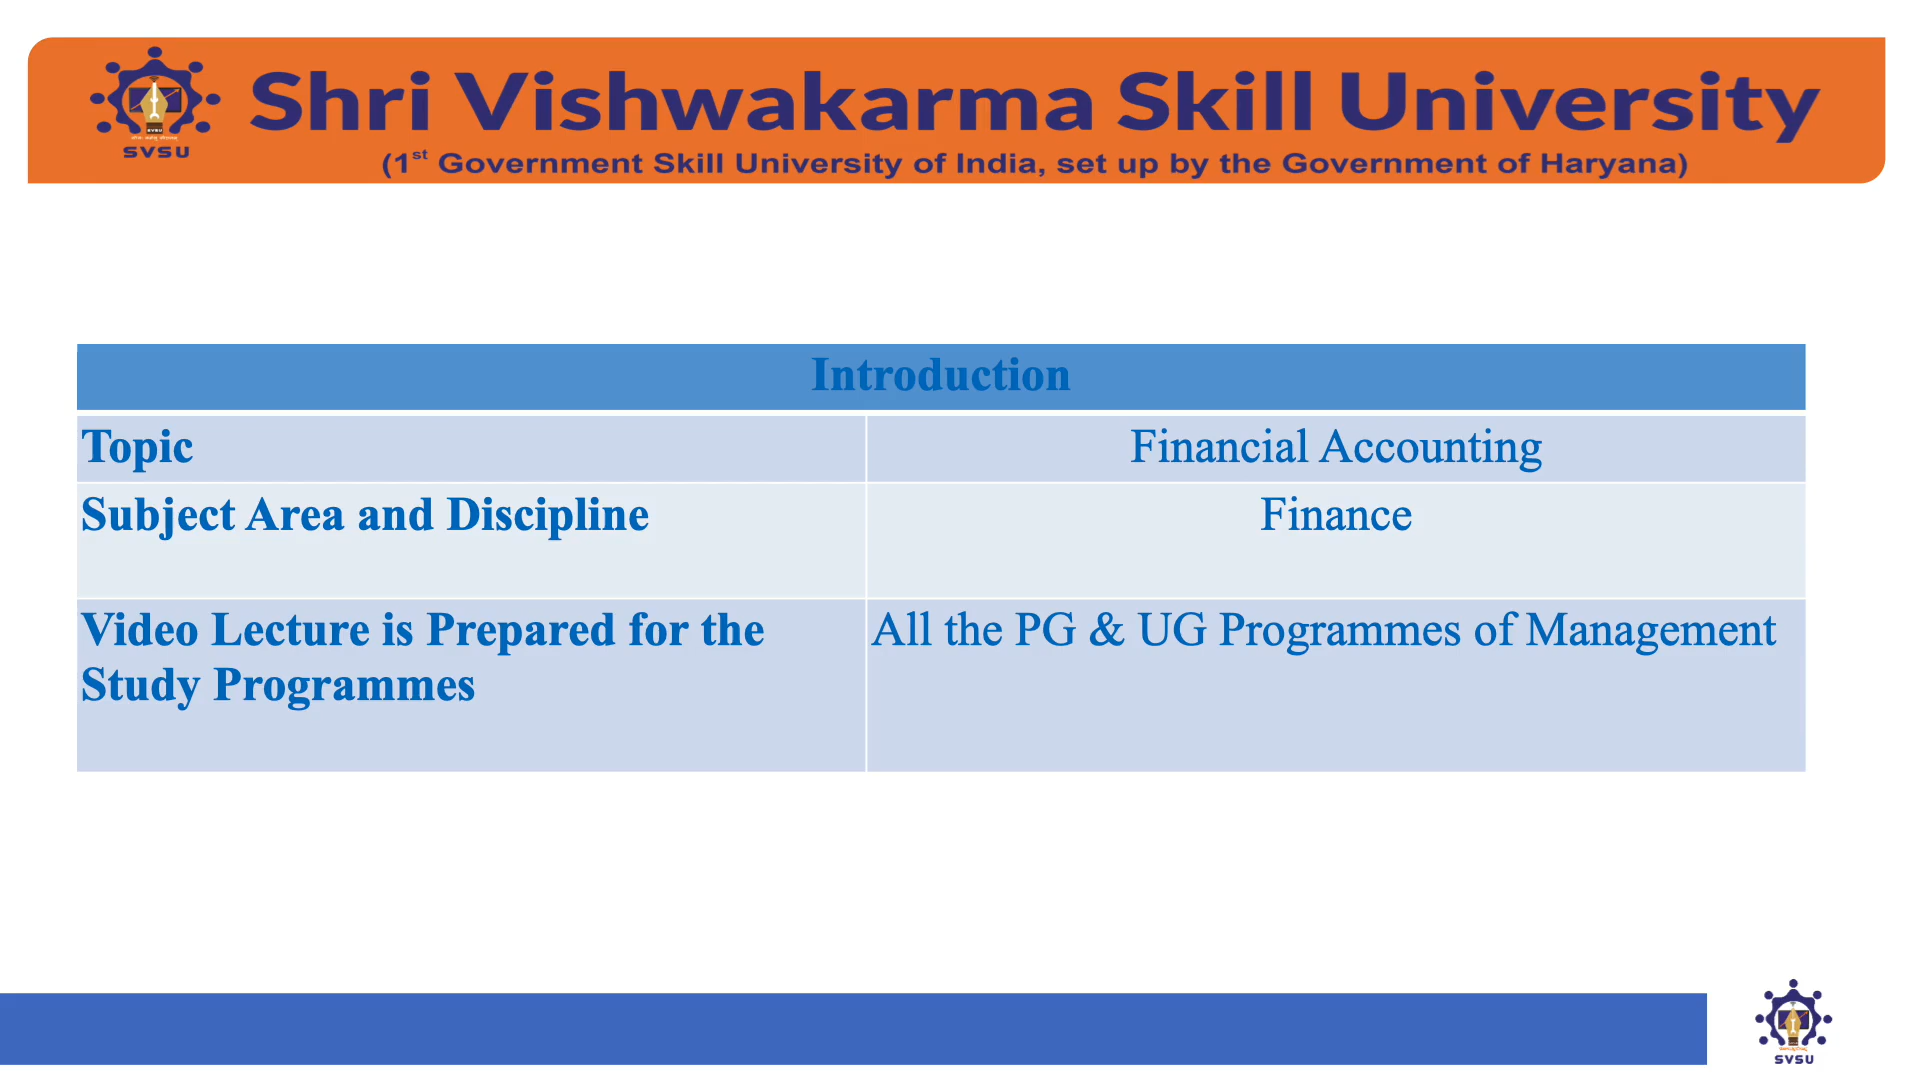 Shri Vishwakarma Skill University
SVSU
(1st Government Skill University of India, set up by the Government of Haryana)
Introduction
Topic
Financial Accounting
Subject Area and Discipline
Finance
Video Lecture is Prepared for the
Study Programmes
All the PG & UG Programmes of Management
SVSU